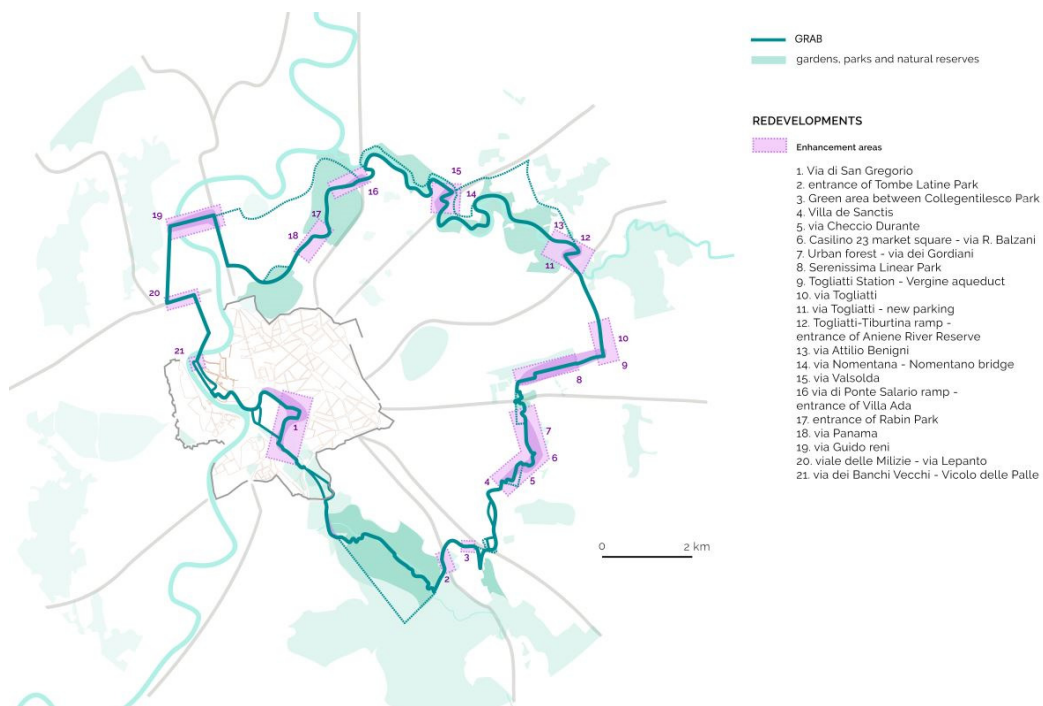 GRAB
gardens, parks and natural reserves
REDEVELOPMENTS
Enhancement areas
1. Via di San Gregorio
2. entrance of Tombe Latine Park
3. Green area between Collegentilesco Park
4. Villa de Sanctis
5. via Checcio Durante
6. Casilino 23 market square - via R. Balzani
7. Urban forest - via dei Gordiani
8. Serenissima Linear Park
9. Togliatti Station - Vergine aqueduct
10. via Togliatti
11. via Togliatti - new parking
12. Togliatti-Tiburtina ramp -
entrance of Aniene River Reserve
13. via Attilio Benigni
14. via Nomentana - Nomentano bridge
15. via Valsolda
16 via di Ponte Salario ramp -
entrance of Villa Ada
17. entrance of Rabin Park
18. via Panama
19. via Guido reni
20. viale delle Milizie - via Lepanto
21. via dei Banchi Vecchi - Vicolo delle Palle
15
16
14
19
17
18
13
12
11
20
10
21
9
8
1
7
6
4
5
3
2
0 2 km